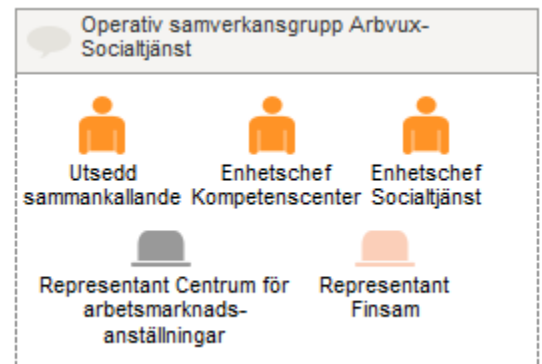 Operativ samverkansgrupp Arbvux-
Socialtjänst
Utsedd
sammankallande
Enhetschef
Kompetenscenter
Enhetschef
Socialtjänst
Representant Centrum för
arbetsmarknads-
anställningar
Representant
Finsam